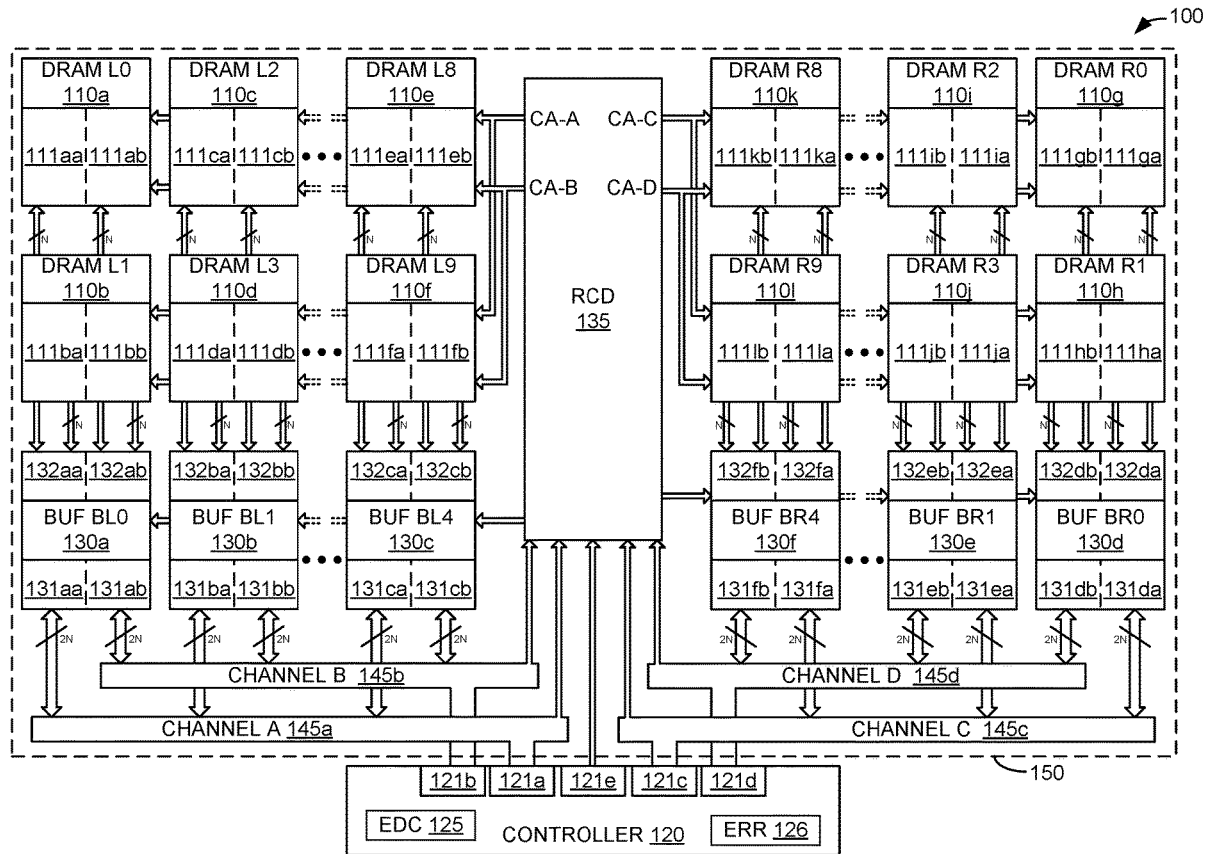 100
DRAM L0 DRAM L2 DRAM L8 DRAM R8 DRAM R2 DRAM R0
110a 110c 110e 110k 110i 110g
CA-A CA-C
111aa 111ab 111ca 111cb 111ea 111eb 111kb 111ka 111ib 111ia 111gb 111ga
CA-B CA-D
N N N N N N N N N N N N
DRAM L1 DRAM L3 DRAM L9 DRAM R9 DRAM R3 DRAM R1
110b 110d 110f 110l 110j 110h
RCD
135
111ba 111bb 111da 111db 111fa 111fb 111lb 111la 111jb 111ja 111hb 111ha
N N N N N N N N N N N N
132aa 132ab 132ba 132bb 132ca 132cb 132fb 132fa 132eb 132ea 132db 132da
BUF BL0 BUF BL1 BUF BL4 BUF BR4 BUF BR1 BUF BR0
130a 130b 130c 130f 130e 130d
131aa 131ab 131ba 131bb 131ca 131cb 131fb 131fa 131eb 131ea 131db 131da
2N 2N 2N 2N 2N 2N 2N 2N 2N 2N 2N 2N
CHANNEL B 145b CHANNEL D 145d
CHANNEL A 145a CHANNEL C 145c
150
121b 121a 121e 121c 121d
EDC 125 CONTROLLER 120 ERR 126